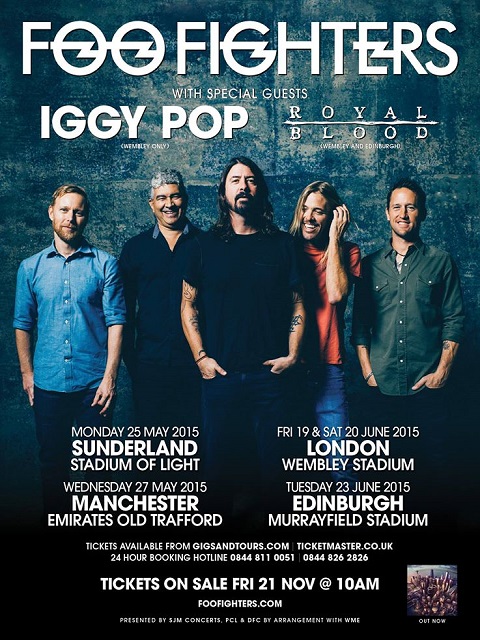 FOO FIGHTERS
WITH SPECIAL GUESTS
IGGY POP
(WEMBLEY ONLY)
ROYAL
BLOOD
(WEMBLEY AND EDINBURGH)
MONDAY 25 MAY 2015
SUNDERLAND
STADIUM OF LIGHT
FRI 19 & SAT 20 JUNE 2015
LONDON
WEMBLEY STADIUM
WEDNESDAY 27 MAY 2015
MANCHESTER
EMIRATES OLD TRAFFORD
TUESDAY 23 JUNE 2015
EDINBURGH
MURRAYFIELD STADIUM
TICKETS AVAILABLE FROM GIGSANDTOURS.COM | TICKETMASTER.CO.UK
24 HOUR BOOKING HOTLINE 0844 811 0051 | 0844 826 2826
TICKETS ON SALE FRI 21 NOV @ 10AM
FOOFIGHTERS.COM
OUT NOW
PRESENTED BY SJM CONCERTS, PCL & DFC BY ARRANGEMENT WITH WME